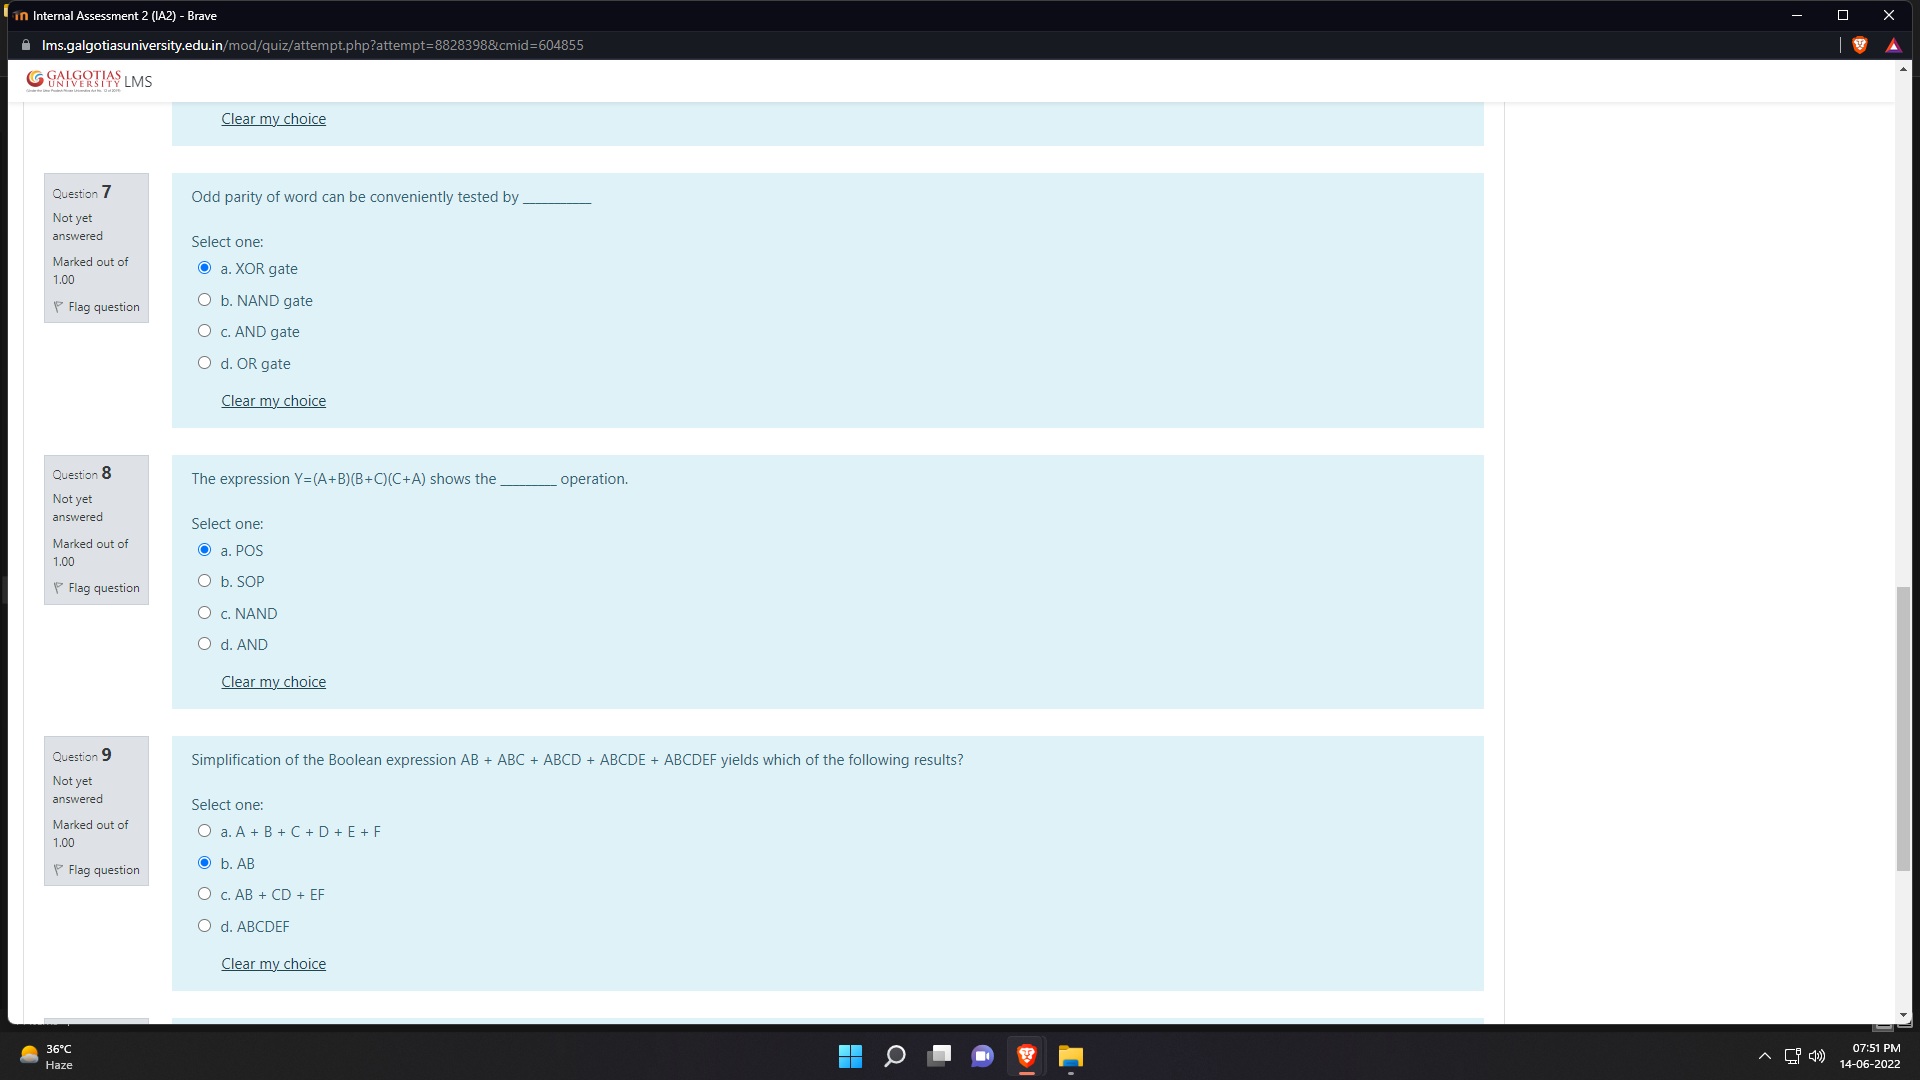 Internal Assessment 2 (IA2) - Brave
lms.galgotiasuniversity.edu.in/mod/quiz/attempt.php?attempt=8828398&cmid=604855
GALGOTIAS
UNIVERSITY
LMS
Clear my choice
Question 7
Not yet
answered
Marked out of
1.00
Flag question
Odd parity of word can be conveniently tested by ___________
Select one:
a. XOR gate
b. NAND gate
c. AND gate
d. OR gate
Clear my choice
Question 8
Not yet
answered
Marked out of
1.00
Flag question
The expression Y=(A+B)(B+C)(C+A) shows the _________ operation.
Select one:
a. POS
b. SOP
c. NAND
d. AND
Clear my choice
Question 9
Not yet
answered
Marked out of
1.00
Flag question
Simplification of the Boolean expression AB + ABC + ABCD + ABCDE + ABCDEF yields which of the following results?
Select one:
a. A + B + C + D + E + F
b. AB
c. AB + CD + EF
d. ABCDEF
Clear my choice
36°C
Haze
07:51 PM
14-06-2022